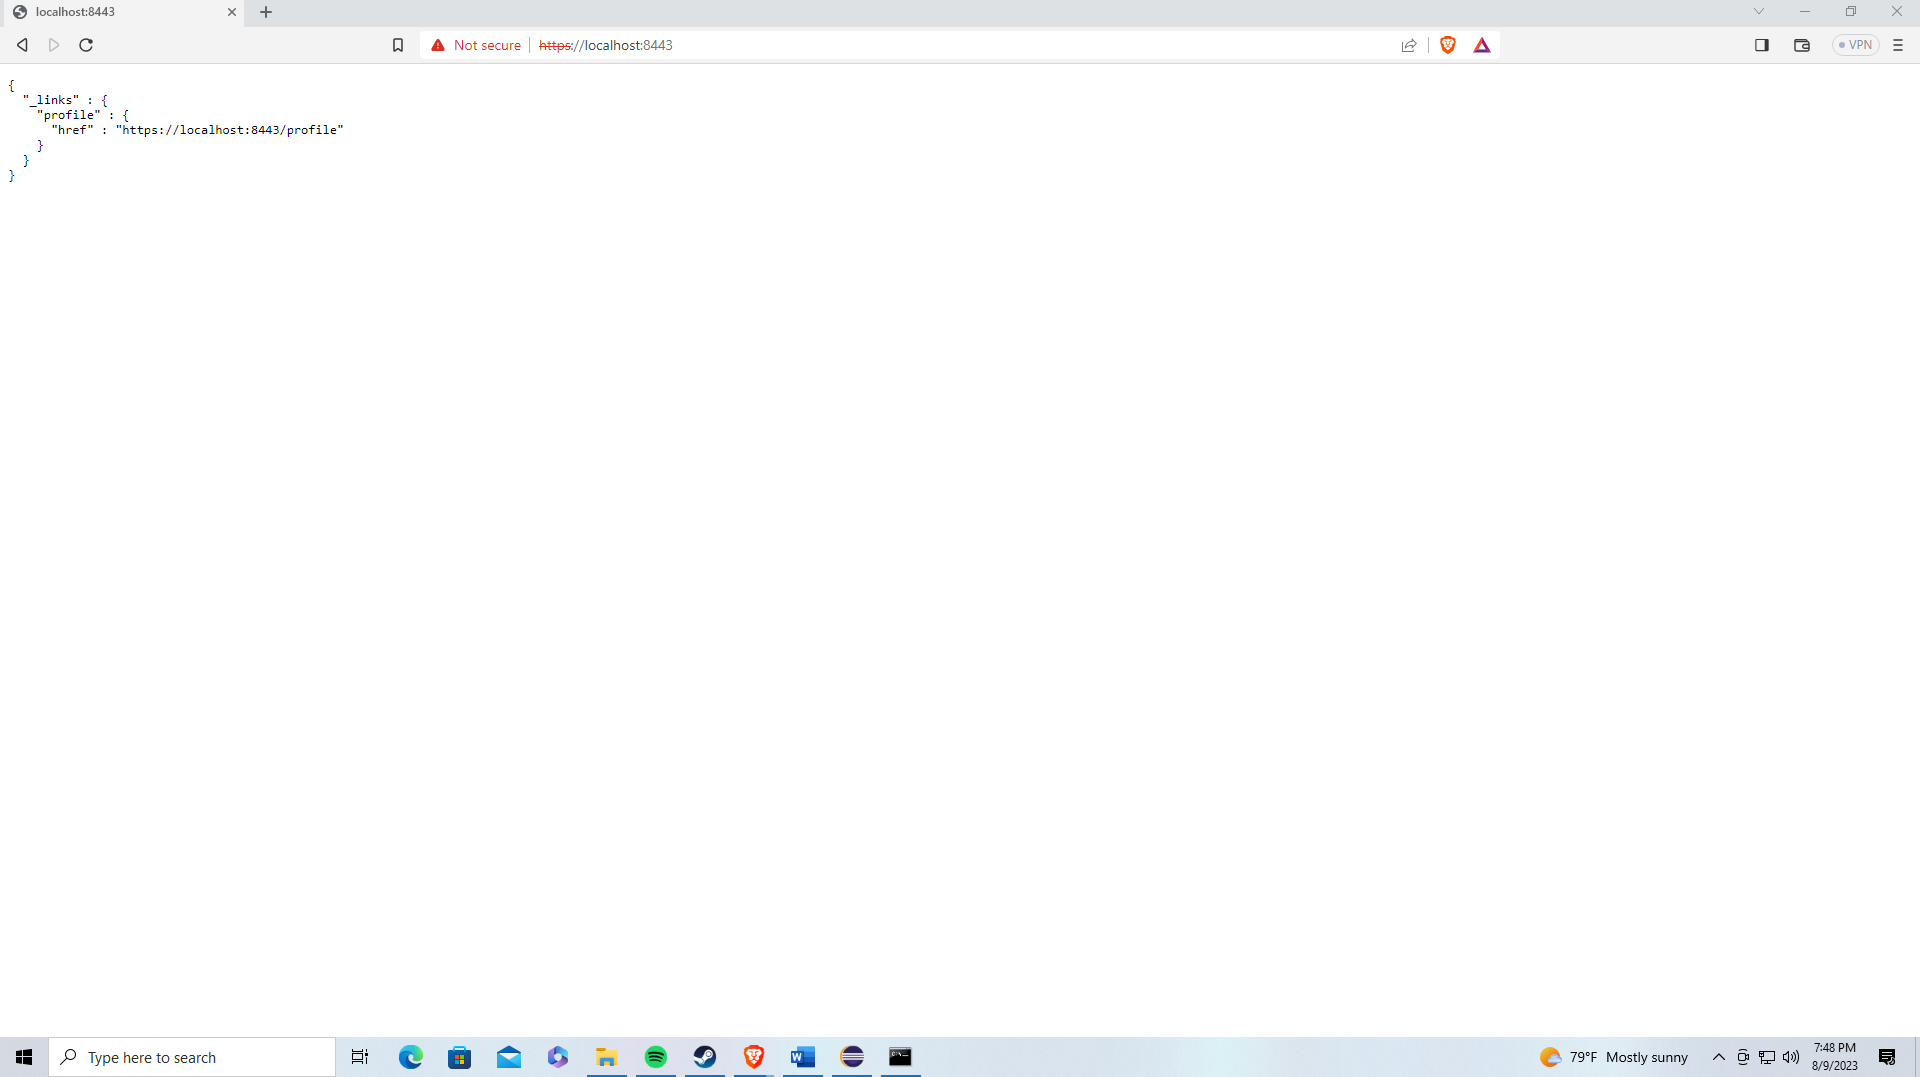 localhost:8443
Not secure https://localhost:8443
VPN
{
  "_links" : {
    "profile" : {
      "href" : "https://localhost:8443/profile"
    }
  }
}
Type here to search
79°F Mostly sunny
7:48 PM
8/9/2023